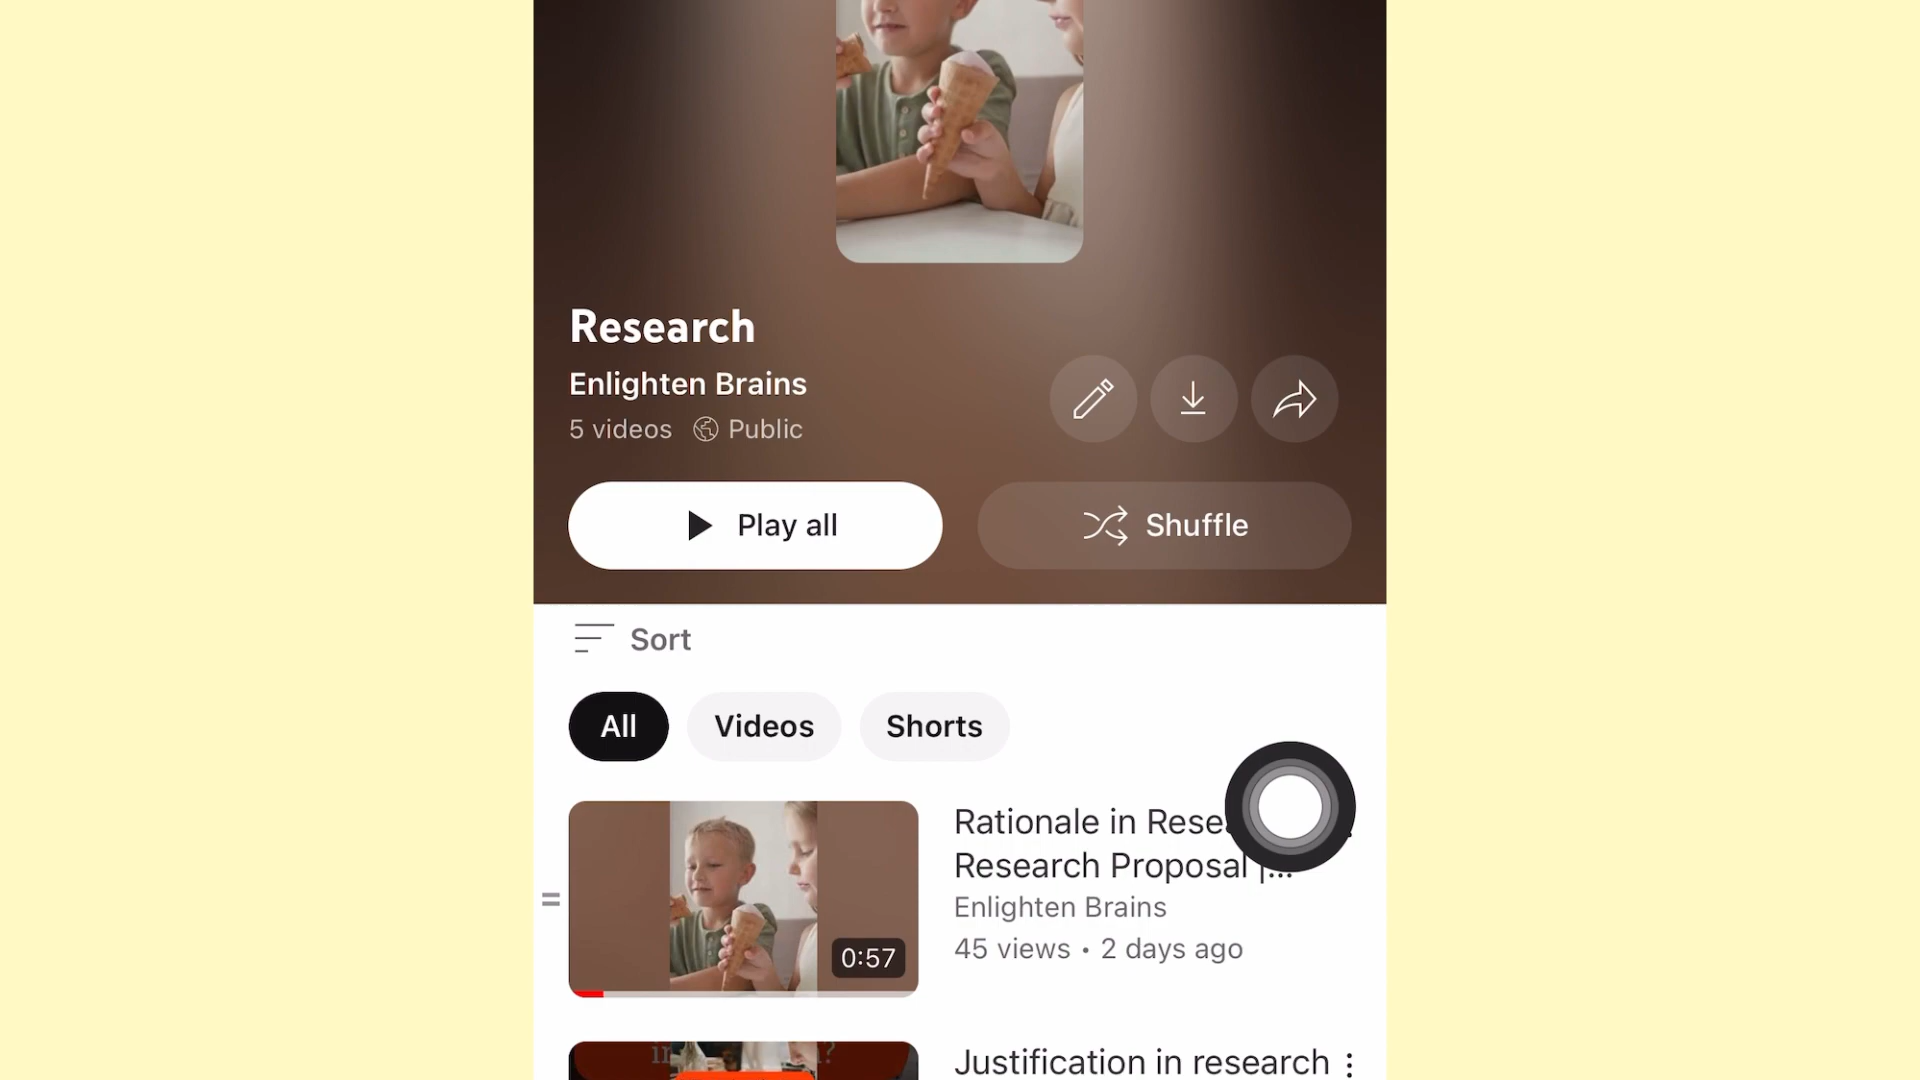 Research
Enlighten Brains
5 videos Public
Play all
Shuffle
Sort
All
Videos
Shorts
Rationale in Rese
Research Proposal |...
Enlighten Brains
45 views • 2 days ago
0:57
Justification in research